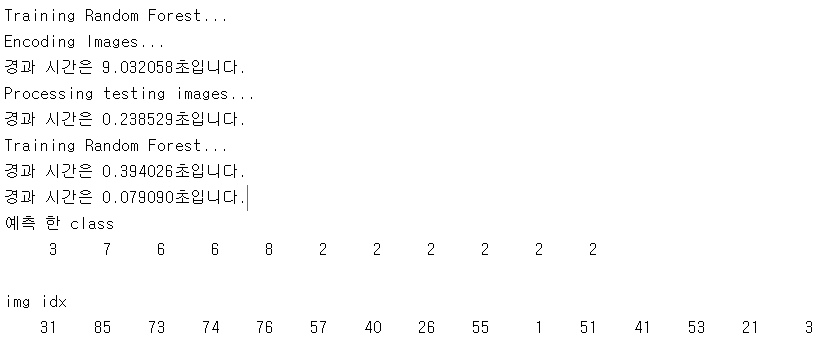 Training Random Forest...
Encoding Images...
경과 시간은 9.032058초입니다.
Processing testing images...
경과 시간은 0.238529초입니다.
Training Random Forest...
경과 시간은 0.394026초입니다.
경과 시간은 0.079090초입니다.
예측 한 class
3 7 6 6 8 2 2 2 2 2 2
img idx
31 85 73 74 76 57 40 26 55 1 51 41 53 21 3